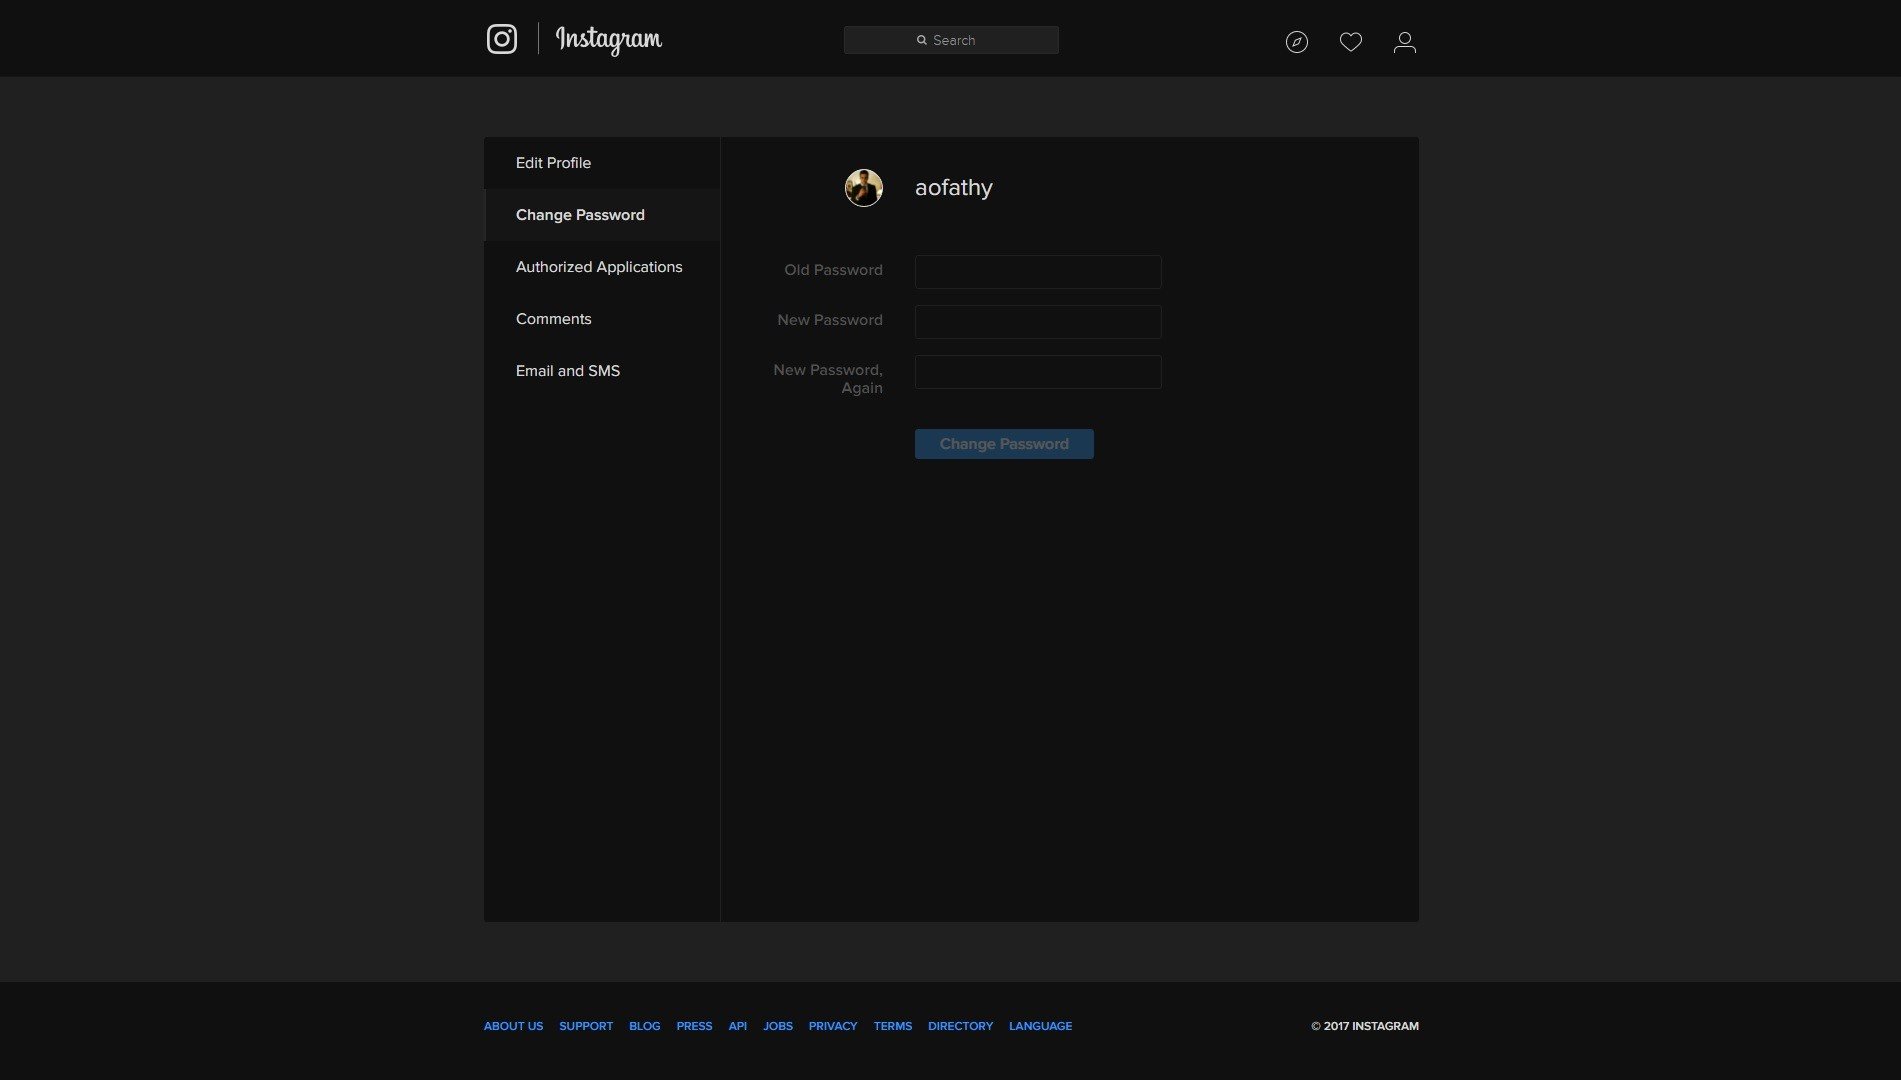 Instagram
Search
Edit Profile
Change Password
Authorized Applications
Comments
Email and SMS
aofathy
Old Password
New Password
New Password,
Again
Change Password
ABOUT US SUPPORT BLOG PRESS API JOBS PRIVACY TERMS DIRECTORY LANGUAGE
© 2017 INSTAGRAM